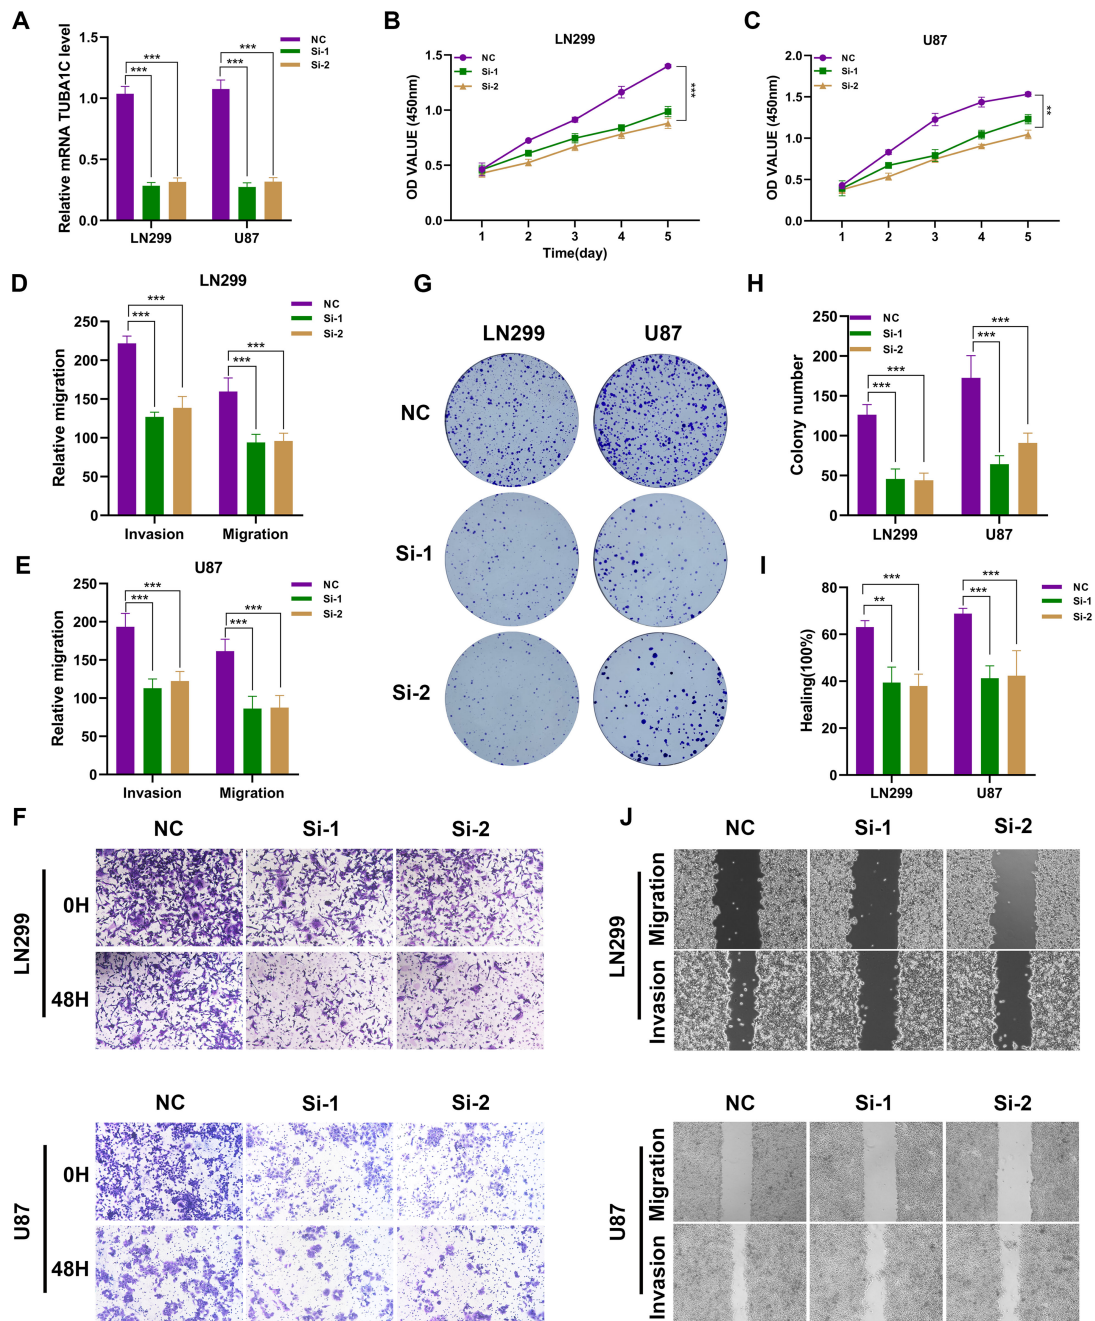 A
Relative mRNA TUBA1C level
1.5
1.0
0.5
0.0
NC
Si-1
Si-2
***
***
***
***
LN299
U87
B
LN299
OD VALUE (450nm)
1.5
1.0
0.5
0.0
NC
Si-1
Si-2
***
1 2 3 4 5
Time(day)
C
U87
OD VALUE (450nm)
2.0
1.5
1.0
0.5
0.0
NC
Si-1
Si-2
**
1 2 3 4 5
D
LN299
Relative migration
250
200
150
100
50
0
NC
Si-1
Si-2
***
***
***
***
Invasion
Migration
E
U87
Relative migration
250
200
150
100
50
0
NC
Si-1
Si-2
***
***
***
***
Invasion
Migration
G
LN299 U87
NC
Si-1
Si-2
H
Colony number
250
200
150
100
50
0
NC
Si-1
Si-2
***
***
***
***
LN299
U87
I
Healing(100%)
80
60
40
20
0
NC
Si-1
Si-2
***
**
***
***
LN299
U87
F
NC Si-1 Si-2
LN299
0H
48H
NC Si-1 Si-2
U87
0H
48H
J
NC Si-1 Si-2
LN299
Migration
Invasion
NC Si-1 Si-2
U87
Migration
Invasion